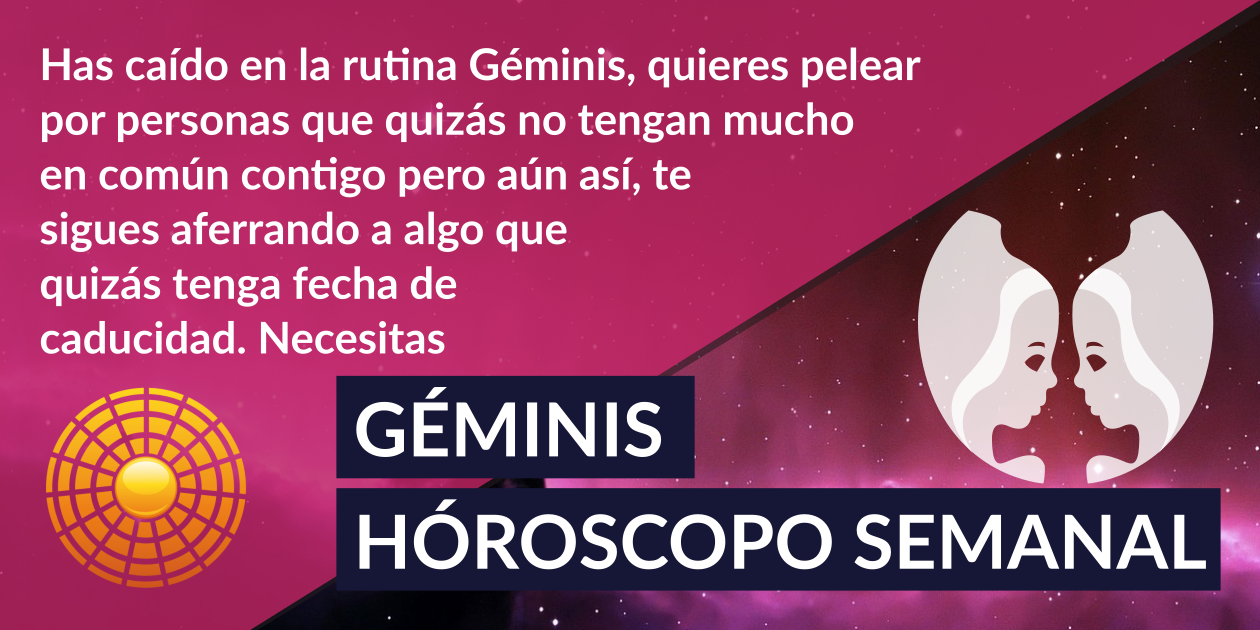 Has caído en la rutina Géminis, quieres pelear
por personas que quizás no tengan mucho
en común contigo pero aún así, te
sigues aferrando a algo que
quizás tenga fecha de
caducidad. Necesitas
GÉMINIS
HÓROSCOPO SEMANAL